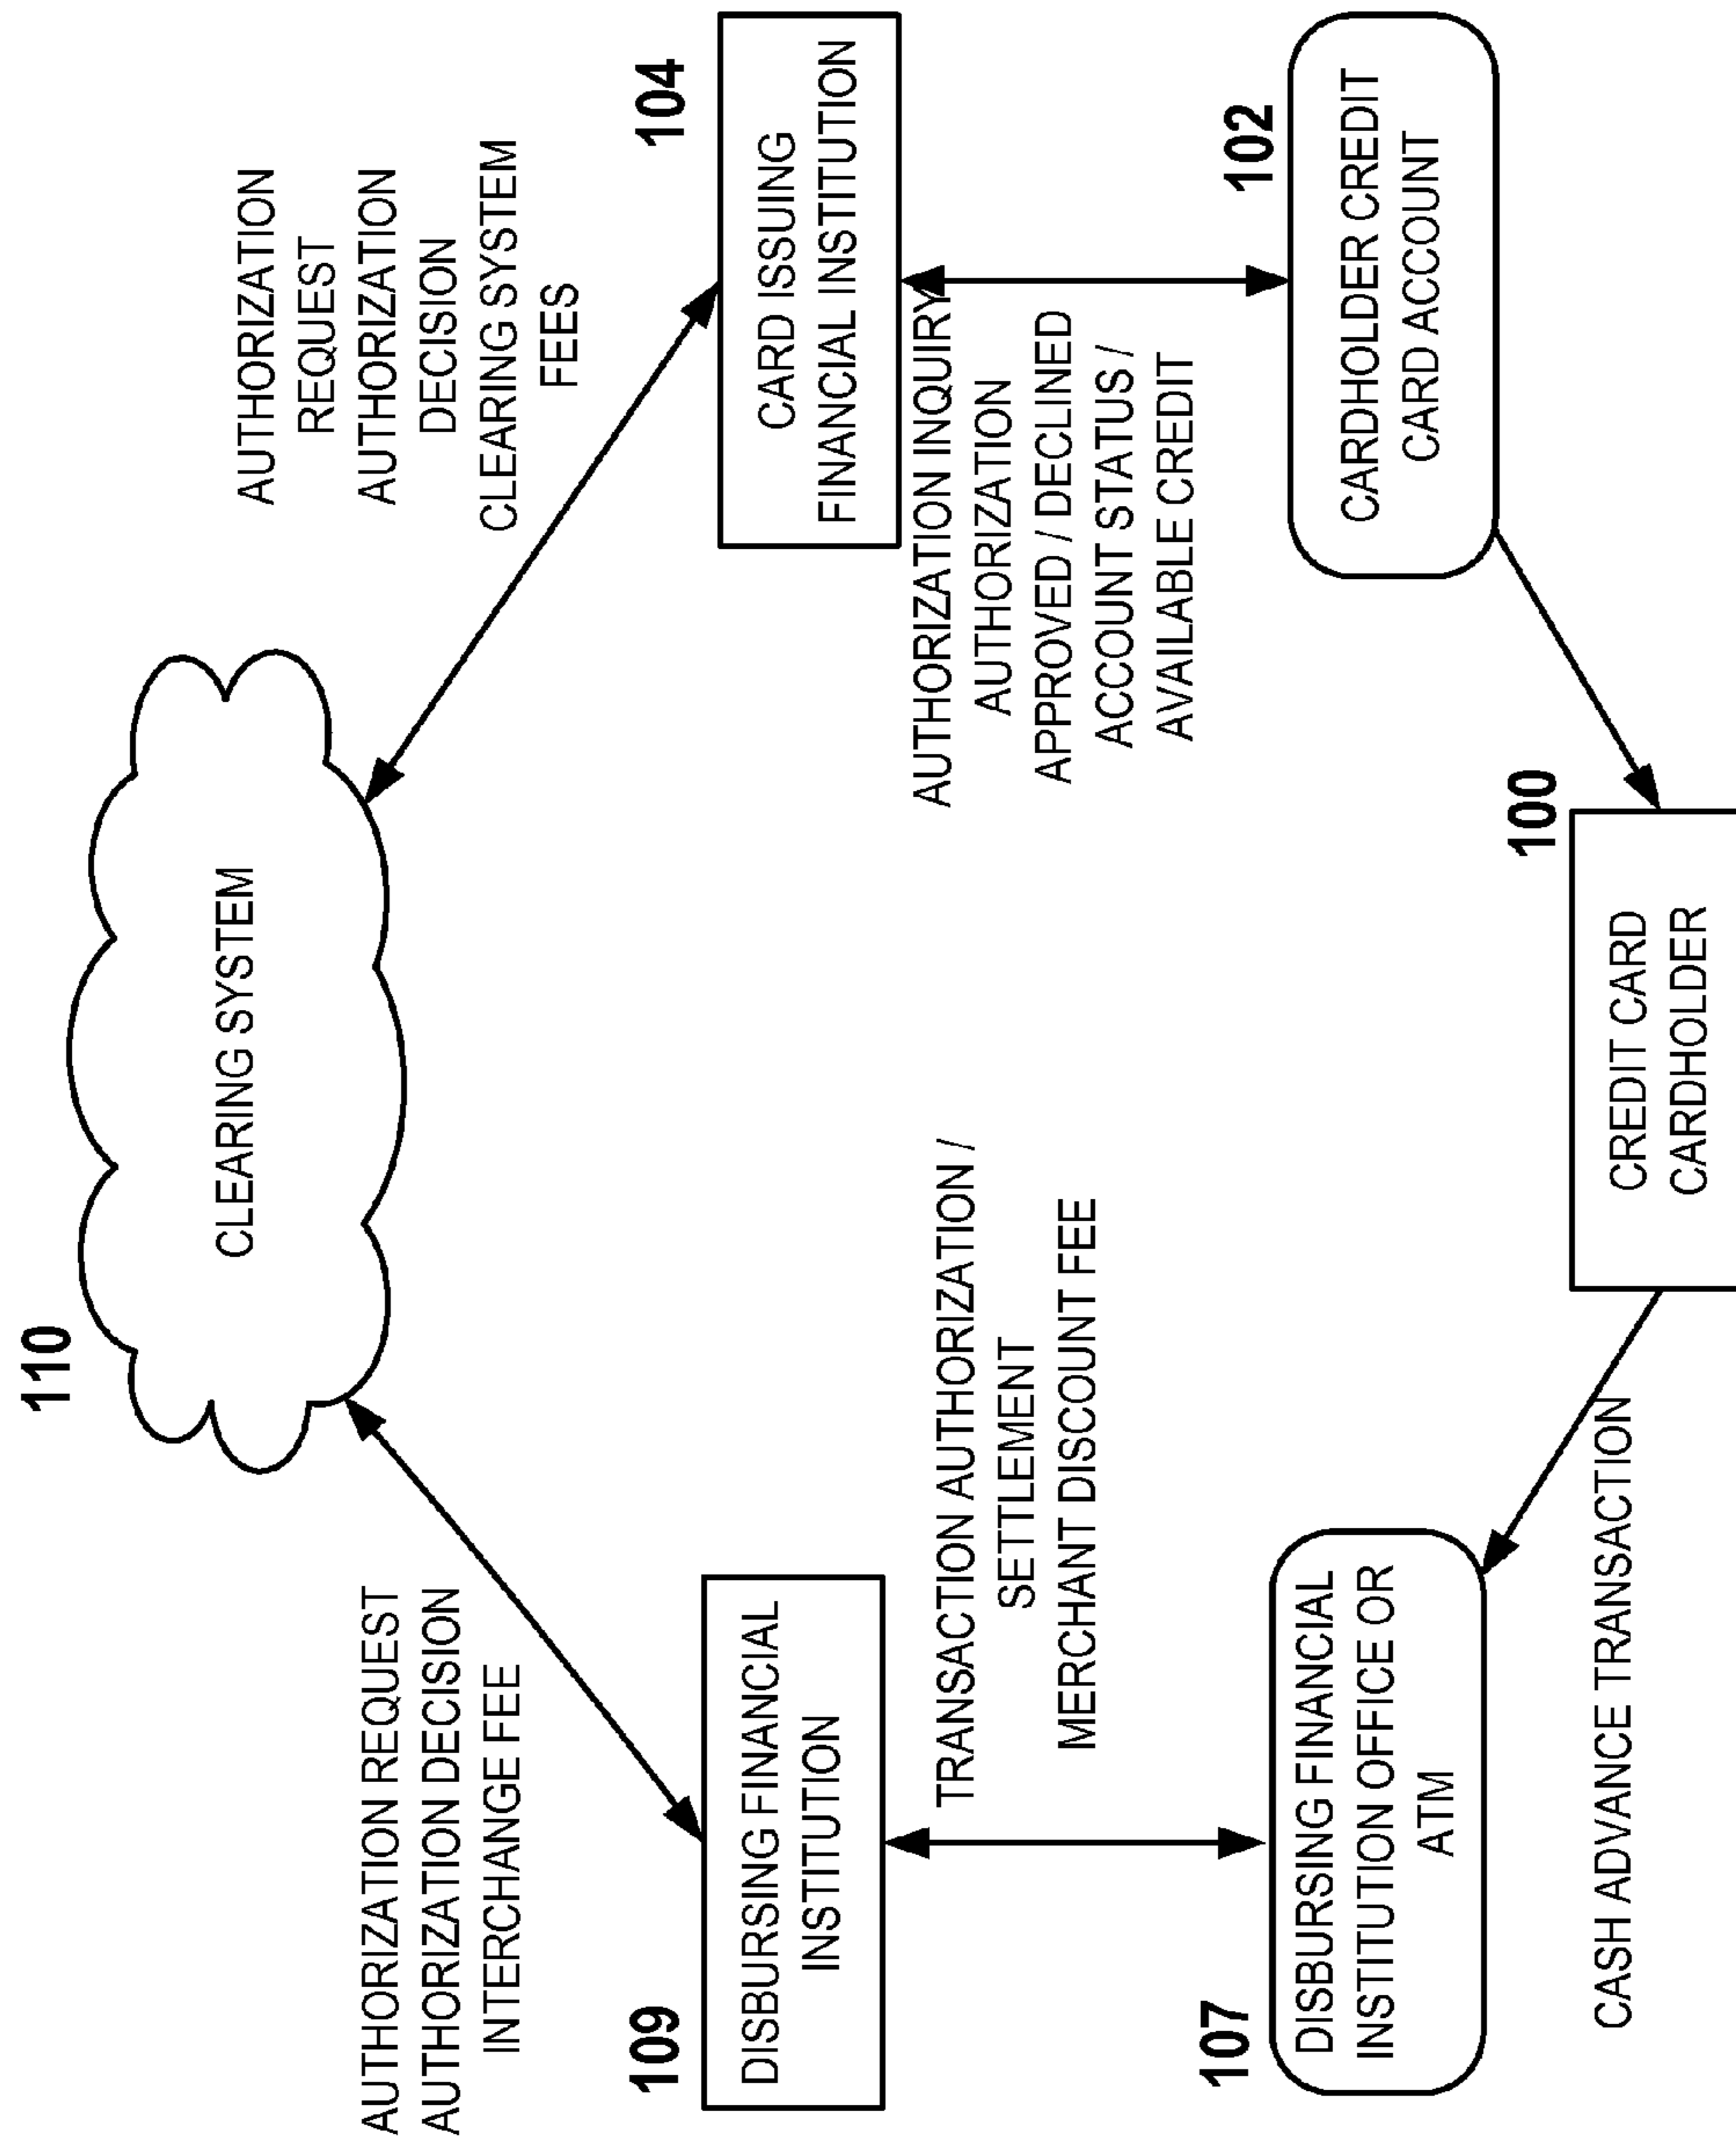 110
CLEARING SYSTEM
AUTHORIZATION REQUEST
AUTHORIZATION DECISION
INTERCHANGE FEE
AUTHORIZATION
REQUEST
AUTHORIZATION
DECISION
CLEARING SYSTEM
FEES
109
DISBURSING FINANCIAL
INSTITUTION
104
CARD ISSUING
FINANCIAL INSTITUTION
TRANSACTION AUTHORIZATION /
SETTLEMENT
MERCHANT DISCOUNT FEE
AUTHORIZATION INQUIRY
AUTHORIZATION
APPROVED / DECLINED
ACCOUNT STATUS /
AVAILABLE CREDIT
107
DISBURSING FINANCIAL
INSTITUTION OFFICE OR
ATM
102
CARDHOLDER CREDIT
CARD ACCOUNT
CASH ADVANCE TRANSACTION
100
CREDIT CARD
CARDHOLDER